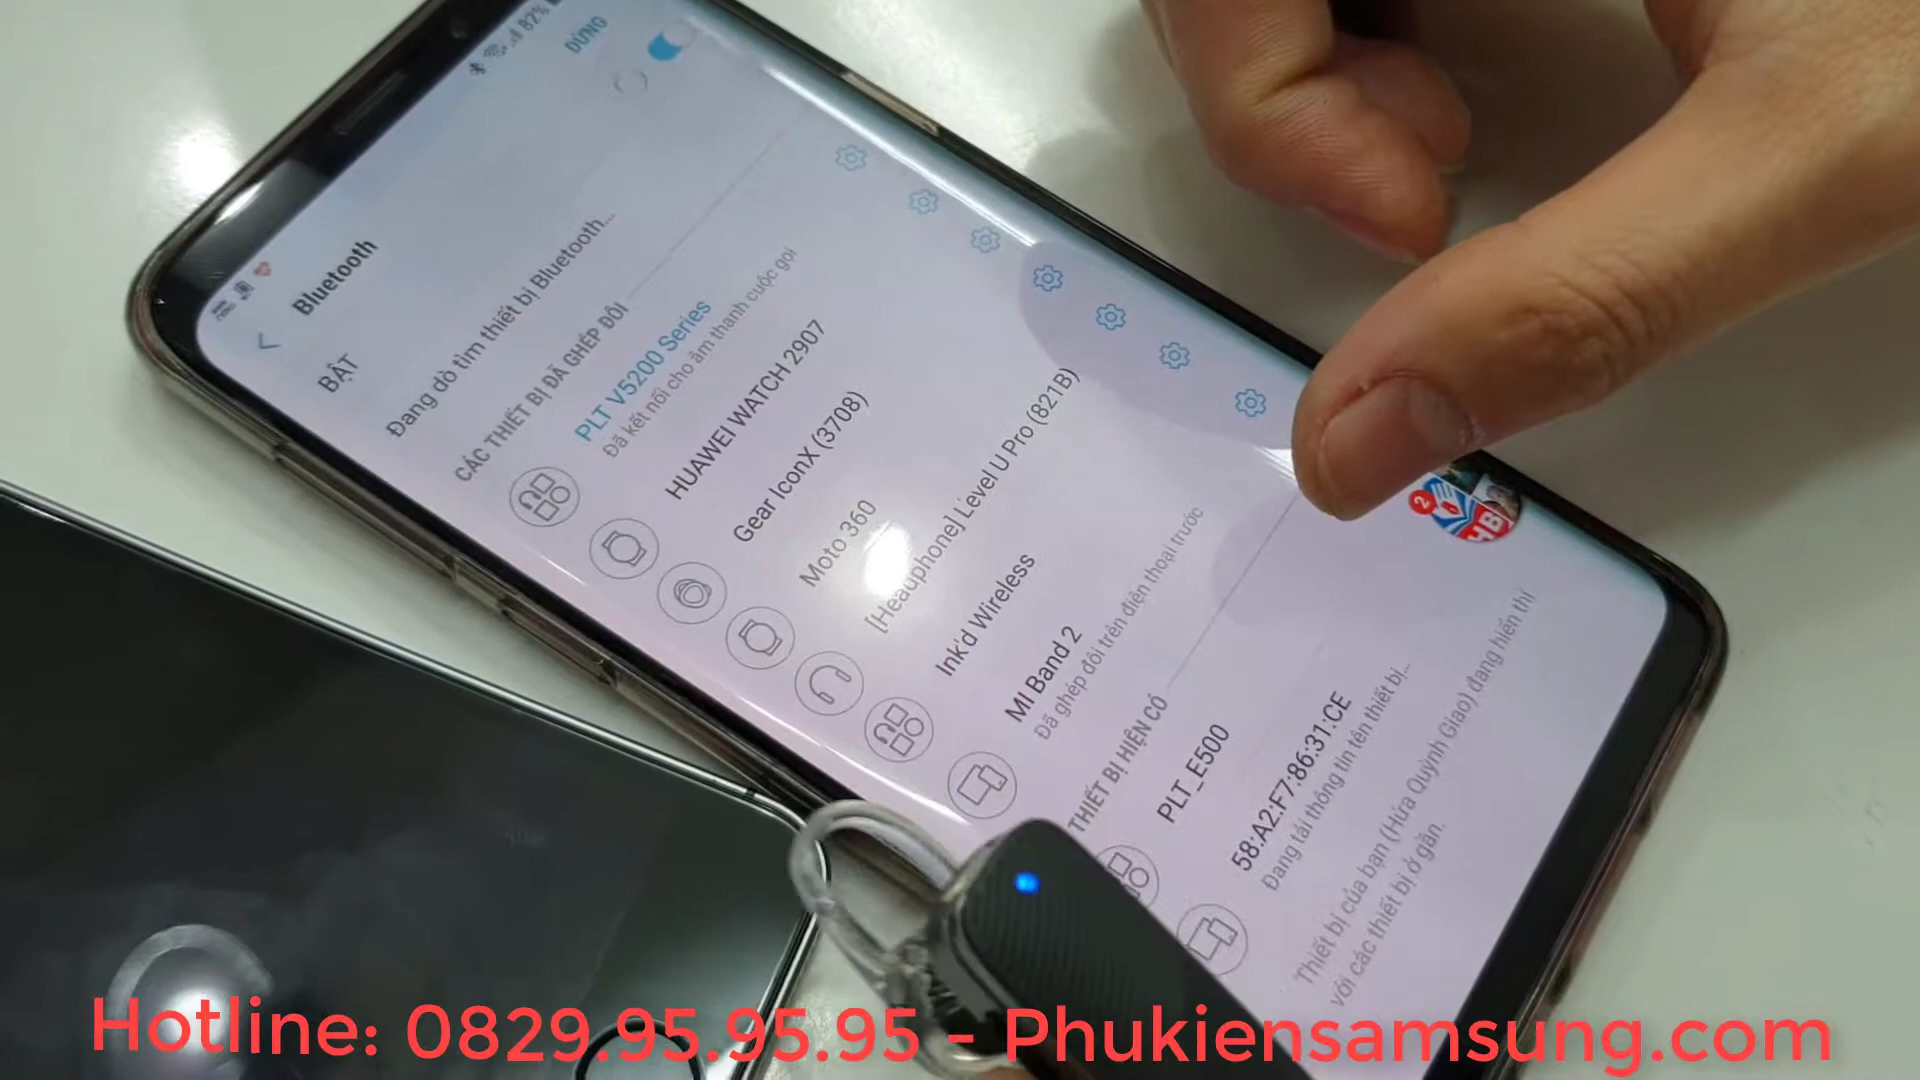 82%
Bluetooth
DỪNG
BẬT
Đang dò tìm thiết bị Bluetooth...
CÁC THIẾT BỊ ĐÃ GHÉP ĐÔI
PLT V5200 Series
Đã kết nối cho âm thanh cuộc gọi
HUAWEI WATCH 2907
Gear IconX (3708)
Moto 360
[Heauphone] Level U Pro (821B)
Ink'd Wireless
MI Band 2
Đã ghép đôi trên điện thoại trước
THIẾT BỊ HIỆN CÓ
PLT_E500
58:A2:F7:86:31:CE
Đang tải thông tin tên thiết bị...
Thiết bị của bạn (Hứa Quỳnh Giao) đang hiển thị
với các thiết bị ở gần.
2
HB
Hotline: 0829.95.95.95 - Phukiensamsung.com